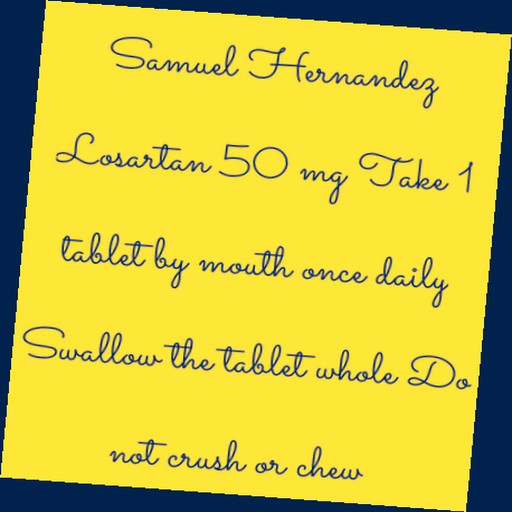 Samuel Hernandez
Losartan 50 mg Take 1
tablet by mouth once daily
Swallow the tablet whole Do
not crush or chew